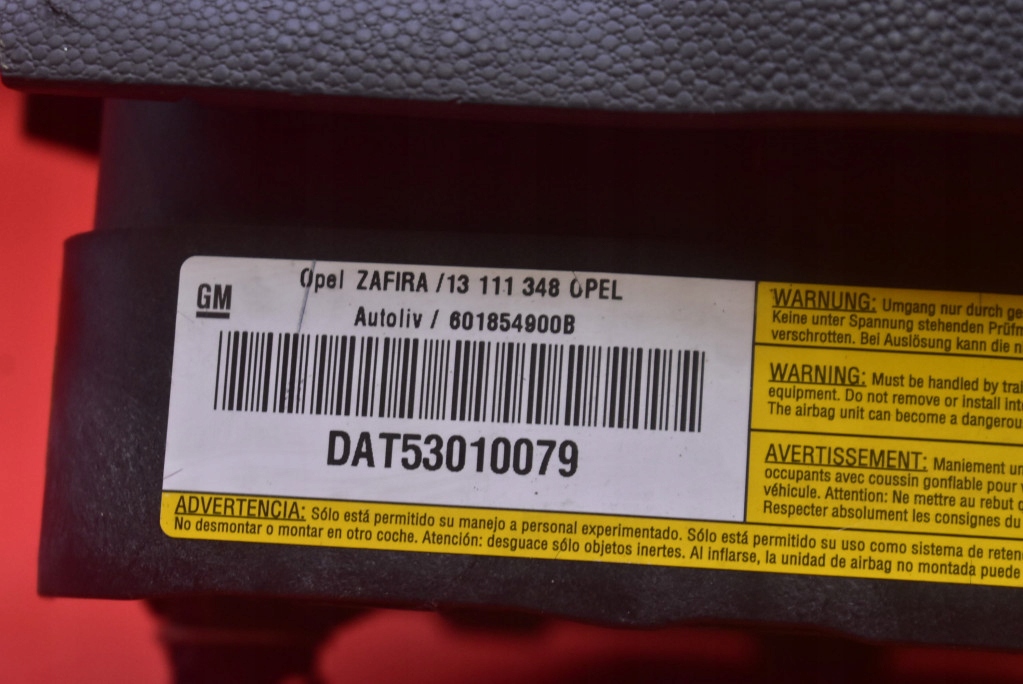 GM
Opel ZAFIRA /13 111 348 OPEL
Autoliv / 601854900B
DAT53010079
WARNUNG: Umgang nur durch
Keine unter Spannung stehenden
verschrotten. Bei Auslösung kann die
WARNING: Must be handled by
equipment. Do not remove or install
The airbag unit can become a
AVERTISSEMENT: Maniement
occupants avec coussin gonflable pour
véhicule. Attention: Ne mettre au rebut
Respecter absolument les consignes du
ADVERTENCIA: Sólo está permitido su manejo a personal experimentado. Sólo está permitido su uso como sistema de
No desmontar o montar en otro coche. Atención: desguace sólo objetos inertes. Al inflarse, la unidad de airbag no montada puede